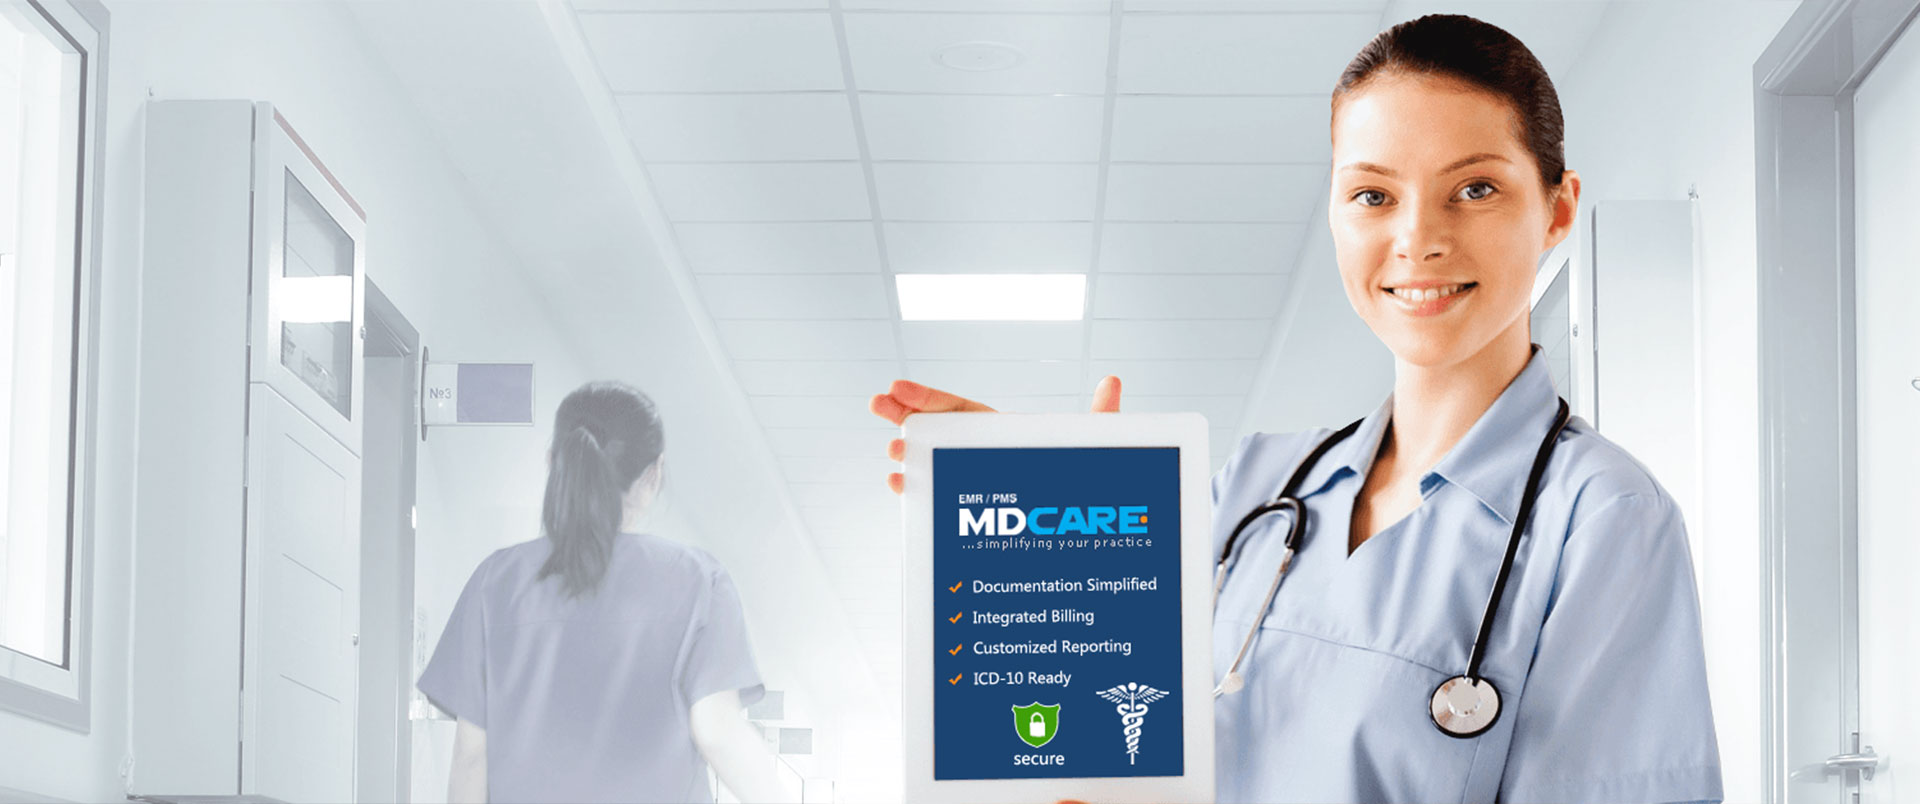 №3
EMR / PMS
MDCARE
...simplifying your practice
Documentation Simplified
Integrated Billing
Customized Reporting
ICD-10 Ready
secure